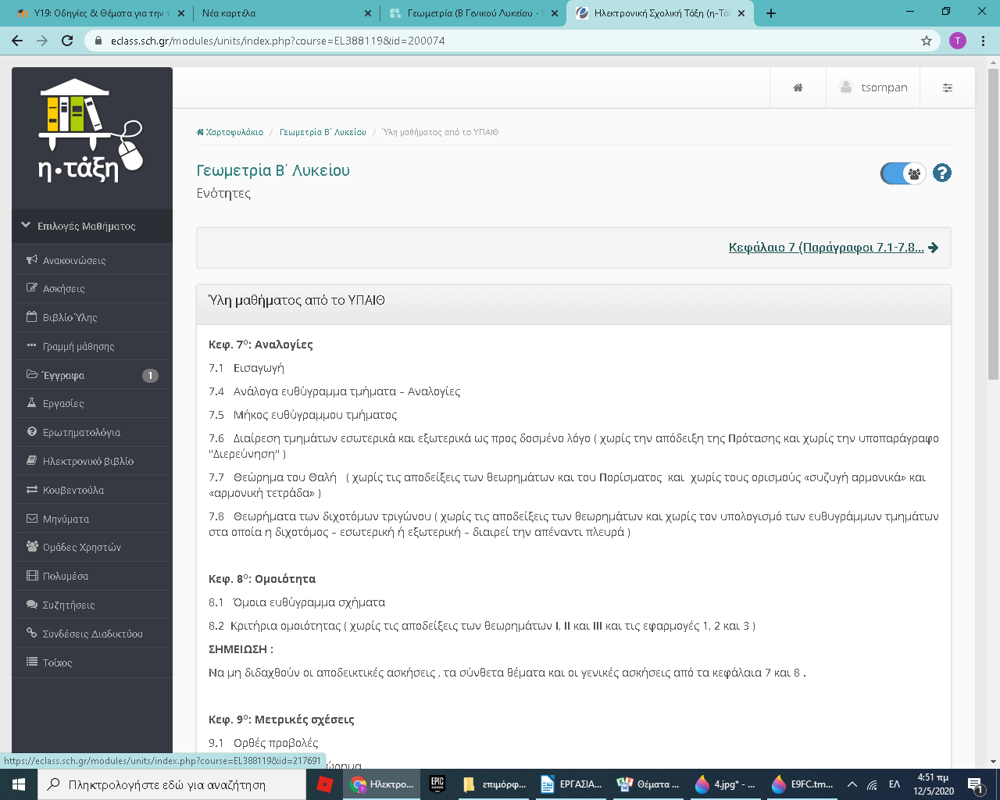 Υ19: Οδηγίες & Θέματα για την τ
Νέα καρτέλα
Γεωμετρία (Β Γενικού Λυκείου -
Ηλεκτρονική Σχολική Τάξη (η-Τά
eclass.sch.gr/modules/units/index.php?course=EL388119&id=200074
T
η·τάξη
tsompan
Χαρτοφυλάκιο / Γεωμετρία Β΄ Λυκείου / Ύλη μαθήματος από το ΥΠΑΙΘ
Γεωμετρία Β΄ Λυκείου
Ενότητες
Επιλογές Μαθήματος
Ανακοινώσεις
Ασκήσεις
Βιβλίο Ύλης
Γραμμή μάθησης
Έγγραφα 1
Εργασίες
Ερωτηματολόγια
Ηλεκτρονικό βιβλίο
Κουβεντούλα
Μηνύματα
Ομάδες Χρηστών
Πολυμέσα
Συζητήσεις
Συνδέσεις Διαδικτύου
Τοίχος
Κεφάλαιο 7 (Παράγραφοι 7.1-7.8...
Ύλη μαθήματος από το ΥΠΑΙΘ
Κεφ. 7ο: Αναλογίες
7.1 Εισαγωγή
7.4 Ανάλογα ευθύγραμμα τμήματα – Αναλογίες
7.5 Μήκος ευθύγραμμου τμήματος
7.6 Διαίρεση τμημάτων εσωτερικά και εξωτερικά ως προς δοσμένο λόγο ( χωρίς την απόδειξη της Πρότασης και χωρίς την υποπαράγραφο
"Διερεύνηση" )
7.7 Θεώρημα του Θαλή ( χωρίς τις αποδείξεις των θεωρημάτων και του Πορίσματος και χωρίς τους ορισμούς «συζυγή αρμονικά» και
«αρμονική τετράδα» )
7.8 Θεωρήματα των διχοτόμων τριγώνου ( χωρίς τις αποδείξεις των θεωρημάτων και χωρίς τον υπολογισμό των ευθυγράμμων τμημάτων
στα οποία η διχοτόμος – εσωτερική ή εξωτερική – διαιρεί την απέναντι πλευρά )
Κεφ. 8ο: Ομοιότητα
8.1 Όμοια ευθύγραμμα σχήματα
8.2 Κριτήρια ομοιότητας ( χωρίς τις αποδείξεις των θεωρημάτων Ι, ΙΙ και ΙΙΙ και τις εφαρμογές 1, 2 και 3 )
ΣΗΜΕΙΩΣΗ :
Να μη διδαχθούν οι αποδεικτικές ασκήσεις , τα σύνθετα θέματα και οι γενικές ασκήσεις από τα κεφάλαια 7 και 8 .
Κεφ. 9ο: Μετρικές σχέσεις
9.1 Ορθές προβολές
ώρημα
https://eclass.sch.gr/modules/units/index.php?course=EL388119&id=217691
Πληκτρολογήστε εδώ για αναζήτηση
Ηλεκτρο...
EPIC GAMES
επιμόρφ...
ΕΡΓΑΣΙΑ...
Θέματα ...
4.jpg* - ...
E9FC.tm...
ΕΛ
4:51 πμ
12/5/2020
1